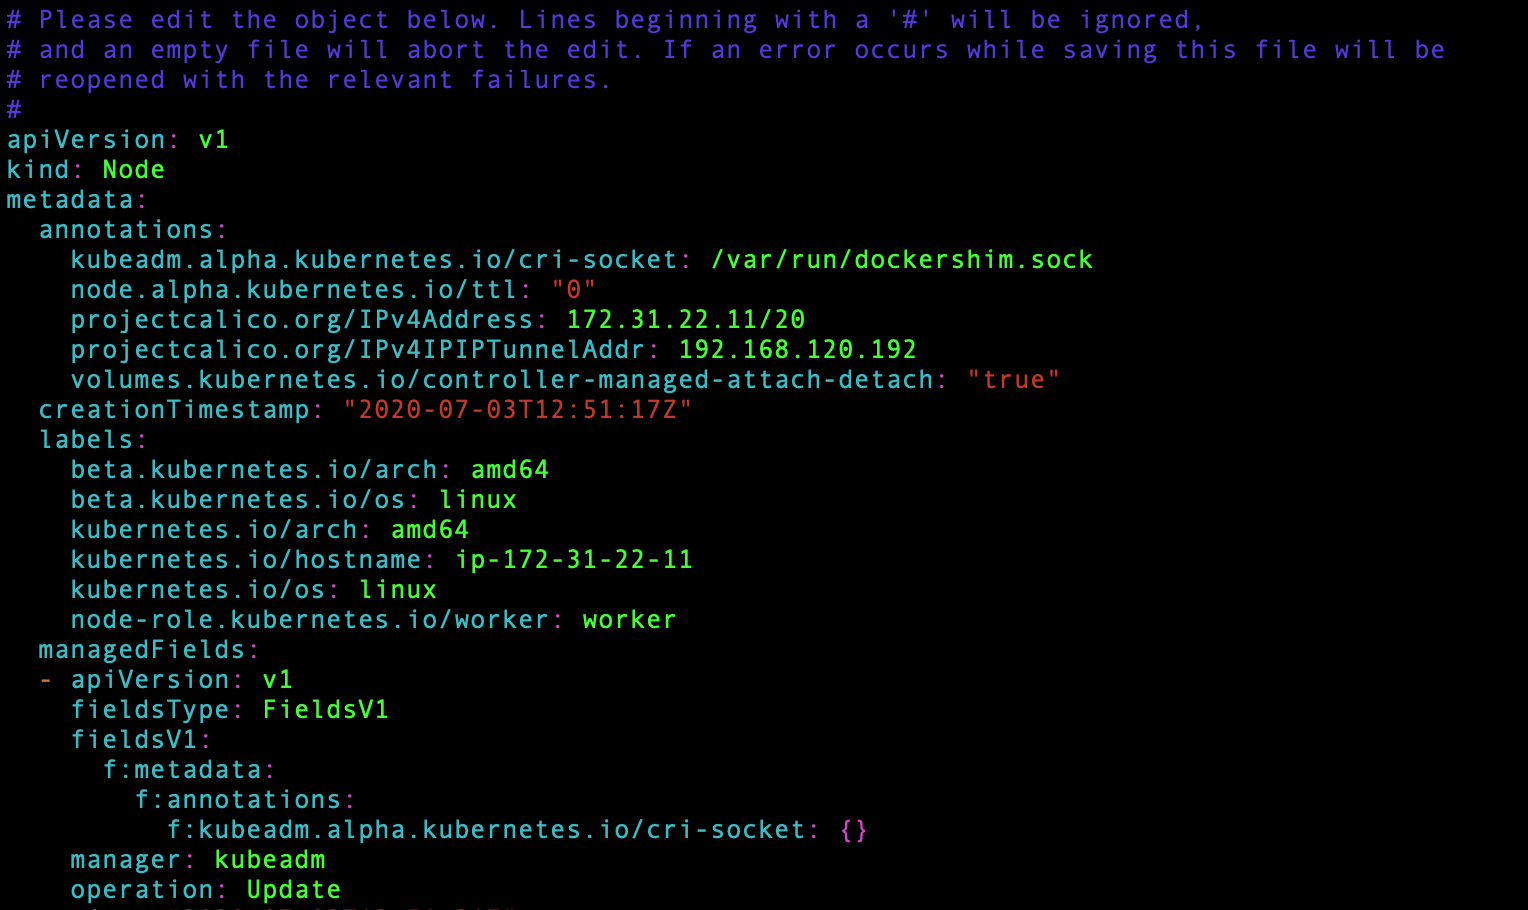 # Please edit the object below. Lines beginning with a '#' will be ignored,
# and an empty file will abort the edit. If an error occurs while saving this file will be
# reopened with the relevant failures.
#
apiVersion: v1
kind: Node
metadata:
  annotations:
    kubeadm.alpha.kubernetes.io/cri-socket: /var/run/dockershim.sock
    node.alpha.kubernetes.io/ttl: "0"
    projectcalico.org/IPv4Address: 172.31.22.11/20
    projectcalico.org/IPv4IPIPTunnelAddr: 192.168.120.192
    volumes.kubernetes.io/controller-managed-attach-detach: "true"
  creationTimestamp: "2020-07-03T12:51:17Z"
  labels:
    beta.kubernetes.io/arch: amd64
    beta.kubernetes.io/os: linux
    kubernetes.io/arch: amd64
    kubernetes.io/hostname: ip-172-31-22-11
    kubernetes.io/os: linux
    node-role.kubernetes.io/worker: worker
  managedFields:
  - apiVersion: v1
    fieldsType: FieldsV1
    fieldsV1:
      f:metadata:
        f:annotations:
          f:kubeadm.alpha.kubernetes.io/cri-socket: {}
    manager: kubeadm
    operation: Update